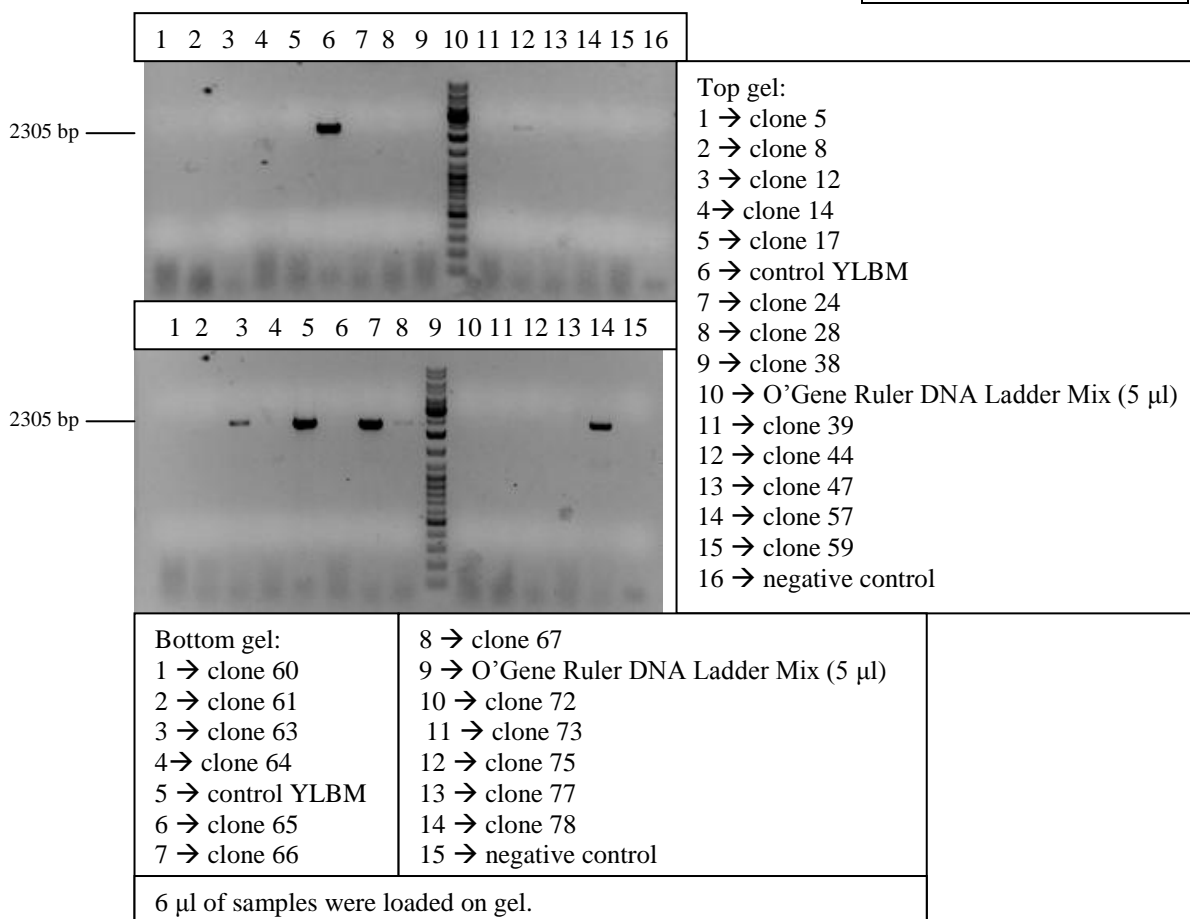 1 2 3 4 5 6 7 8 9 10 11 12 13 14 15 16
2305 bp
Top gel:
1 → clone 5
2 → clone 8
3 → clone 12
4→ clone 14
5 → clone 17
6 → control YLBM
7 → clone 24
8 → clone 28
9 → clone 38
10 → O'Gene Ruler DNA Ladder Mix (5 µl)
11 → clone 39
12 → clone 44
13 → clone 47
14 → clone 57
15 → clone 59
16 → negative control
1 2 3 4 5 6 7 8 9 10 11 12 13 14 15
2305 bp
Bottom gel:
1 → clone 60
2 → clone 61
3 → clone 63
4→ clone 64
5 → control YLBM
6 → clone 65
7 → clone 66
8 → clone 67
9 → O'Gene Ruler DNA Ladder Mix (5 µl)
10 → clone 72
11 → clone 73
12 → clone 75
13 → clone 77
14 → clone 78
15 → negative control
6 µl of samples were loaded on gel.